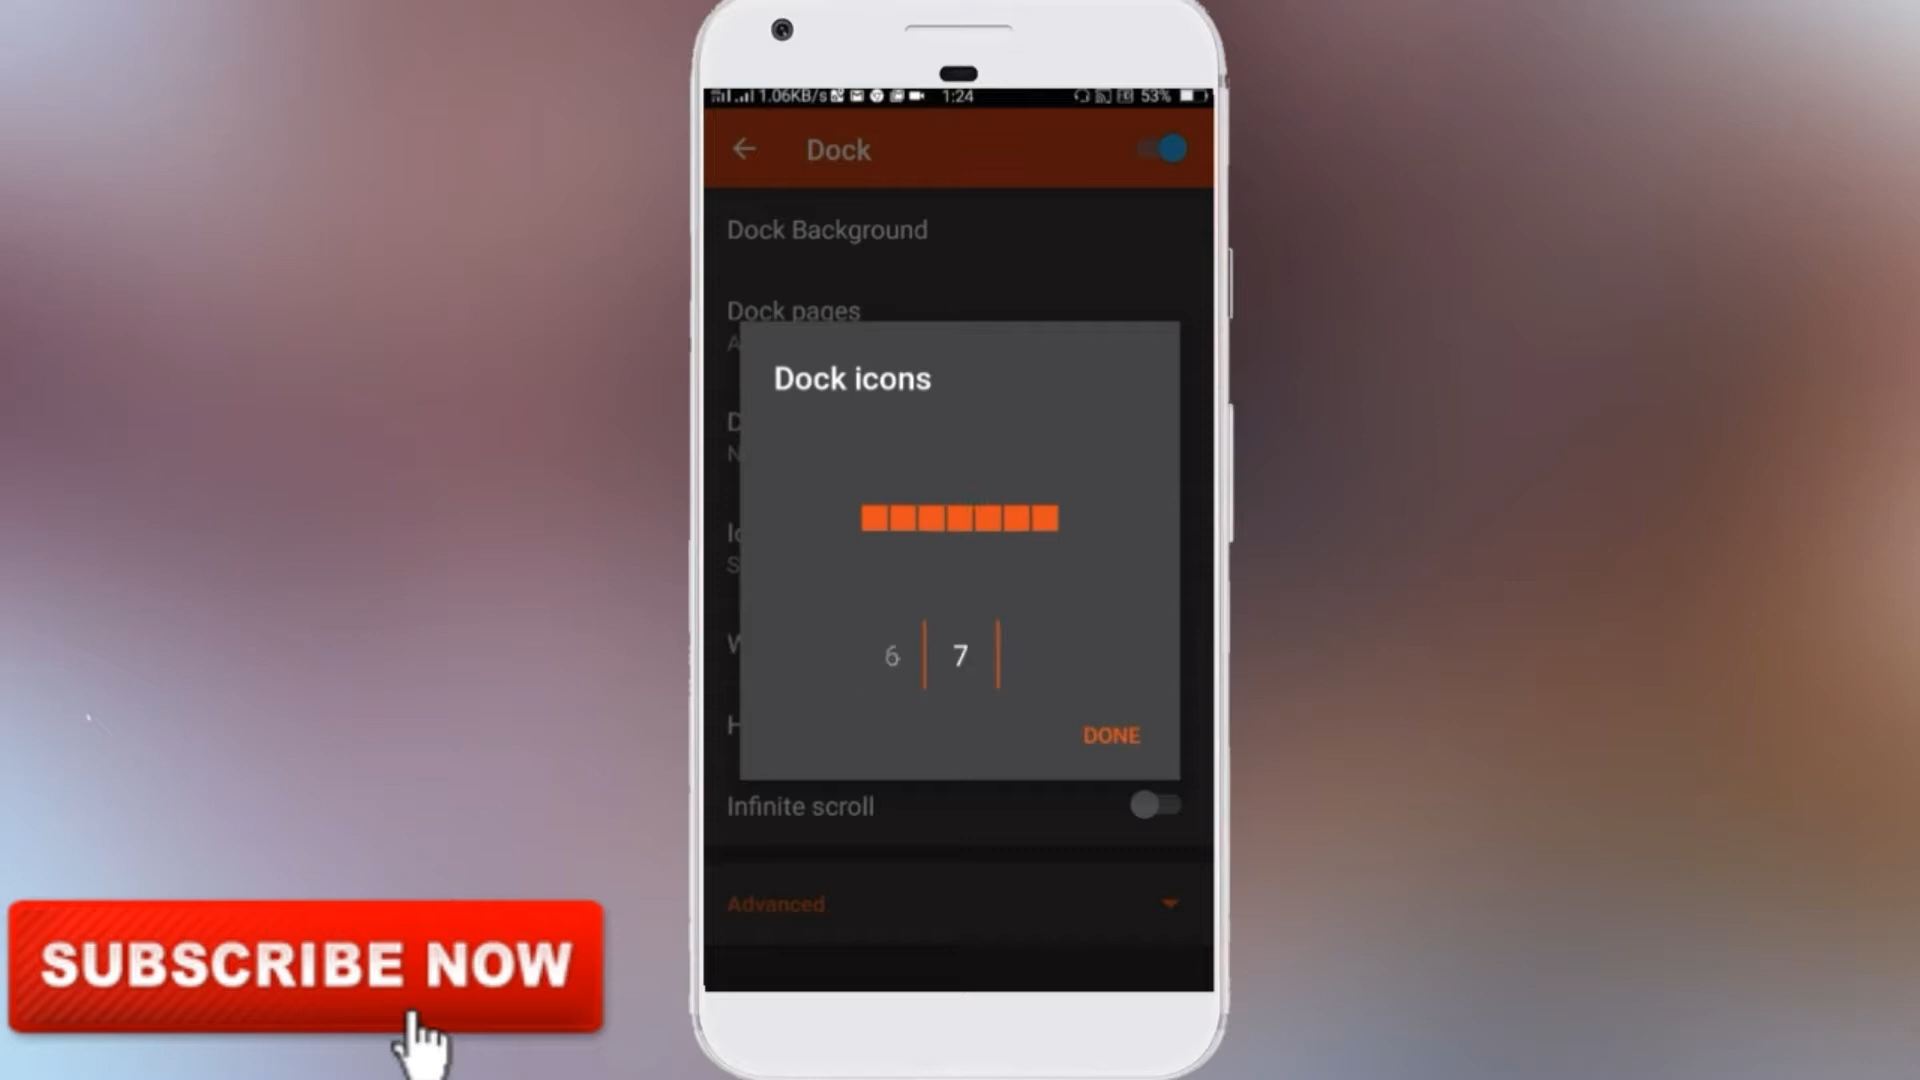 1.06KB/s 1:24 53%
Dock
Dock Background
Dock pages
A
Dock icons
D
N
Ic
S
6 7
W
H
DONE
Infinite scroll
Advanced
SUBSCRIBE NOW